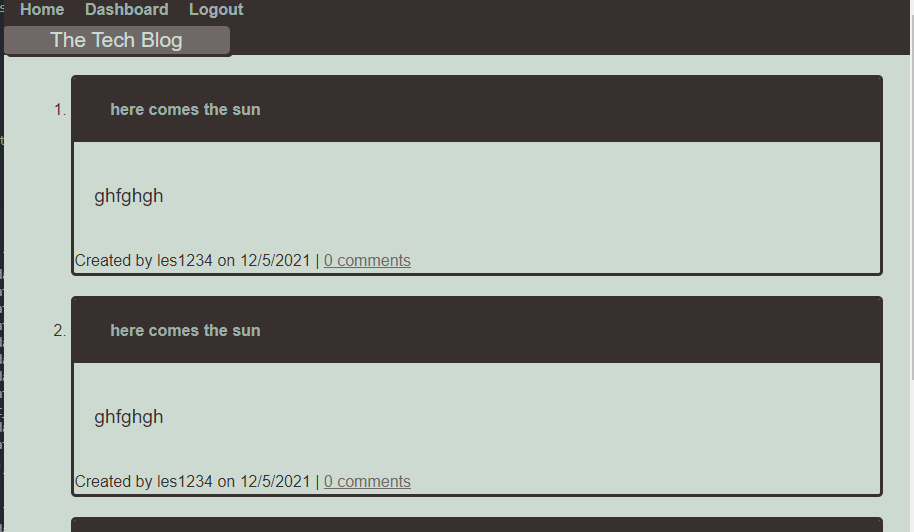 Home Dashboard Logout
The Tech Blog
1. here comes the sun
ghfghgh
Created by les1234 on 12/5/2021 | 0 comments
2. here comes the sun
ghfghgh
Created by les1234 on 12/5/2021 | 0 comments